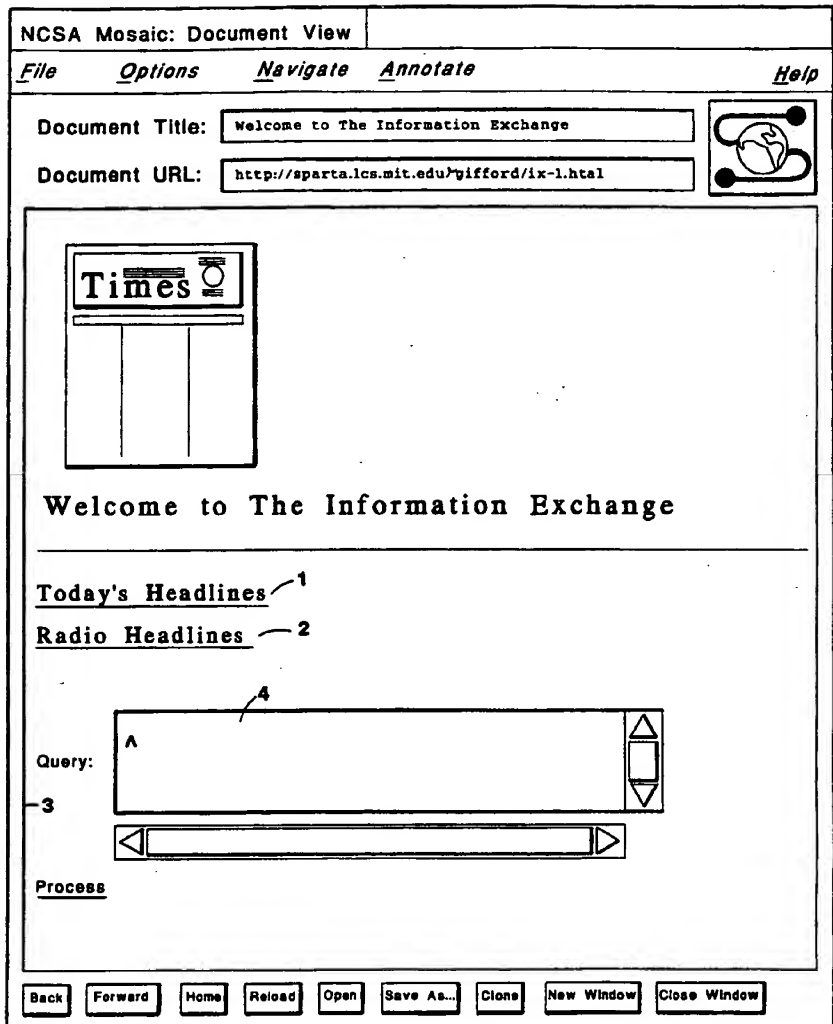 NCSA Mosaic: Document View
File Options Navigate Annotate Help
Document Title: Welcome to The Information Exchange
Document URL: http://sparta.lcs.mit.edu/~gifford/ix-1.htal
Times
Welcome to The Information Exchange
Today's Headlines 1
Radio Headlines 2
4
^
Query:
3
Process
Back Forward Home Reload Open Save As... Clone New Window Close Window